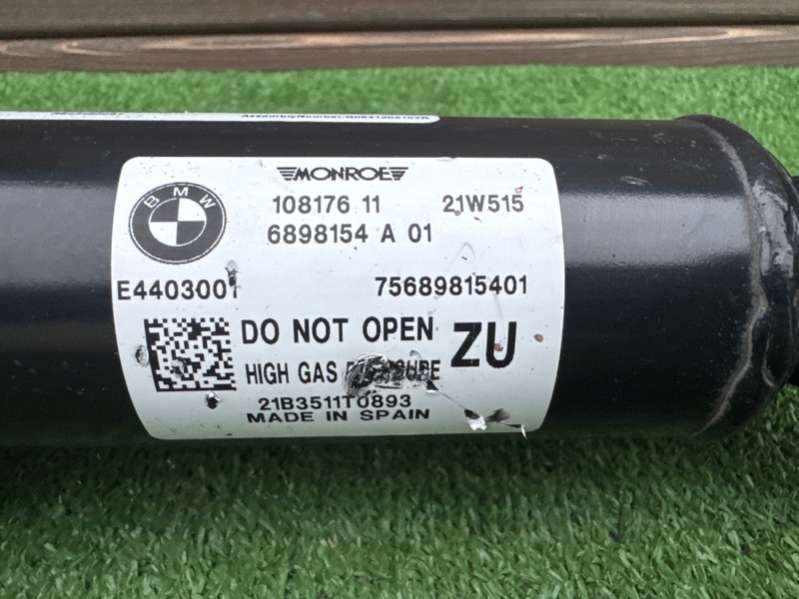 MONROE
BMW
108176 11 21W515
6898154 A 01
E4403001 75689815401
DO NOT OPEN ZU
HIGH GAS
21B3511T0893
MADE IN SPAIN